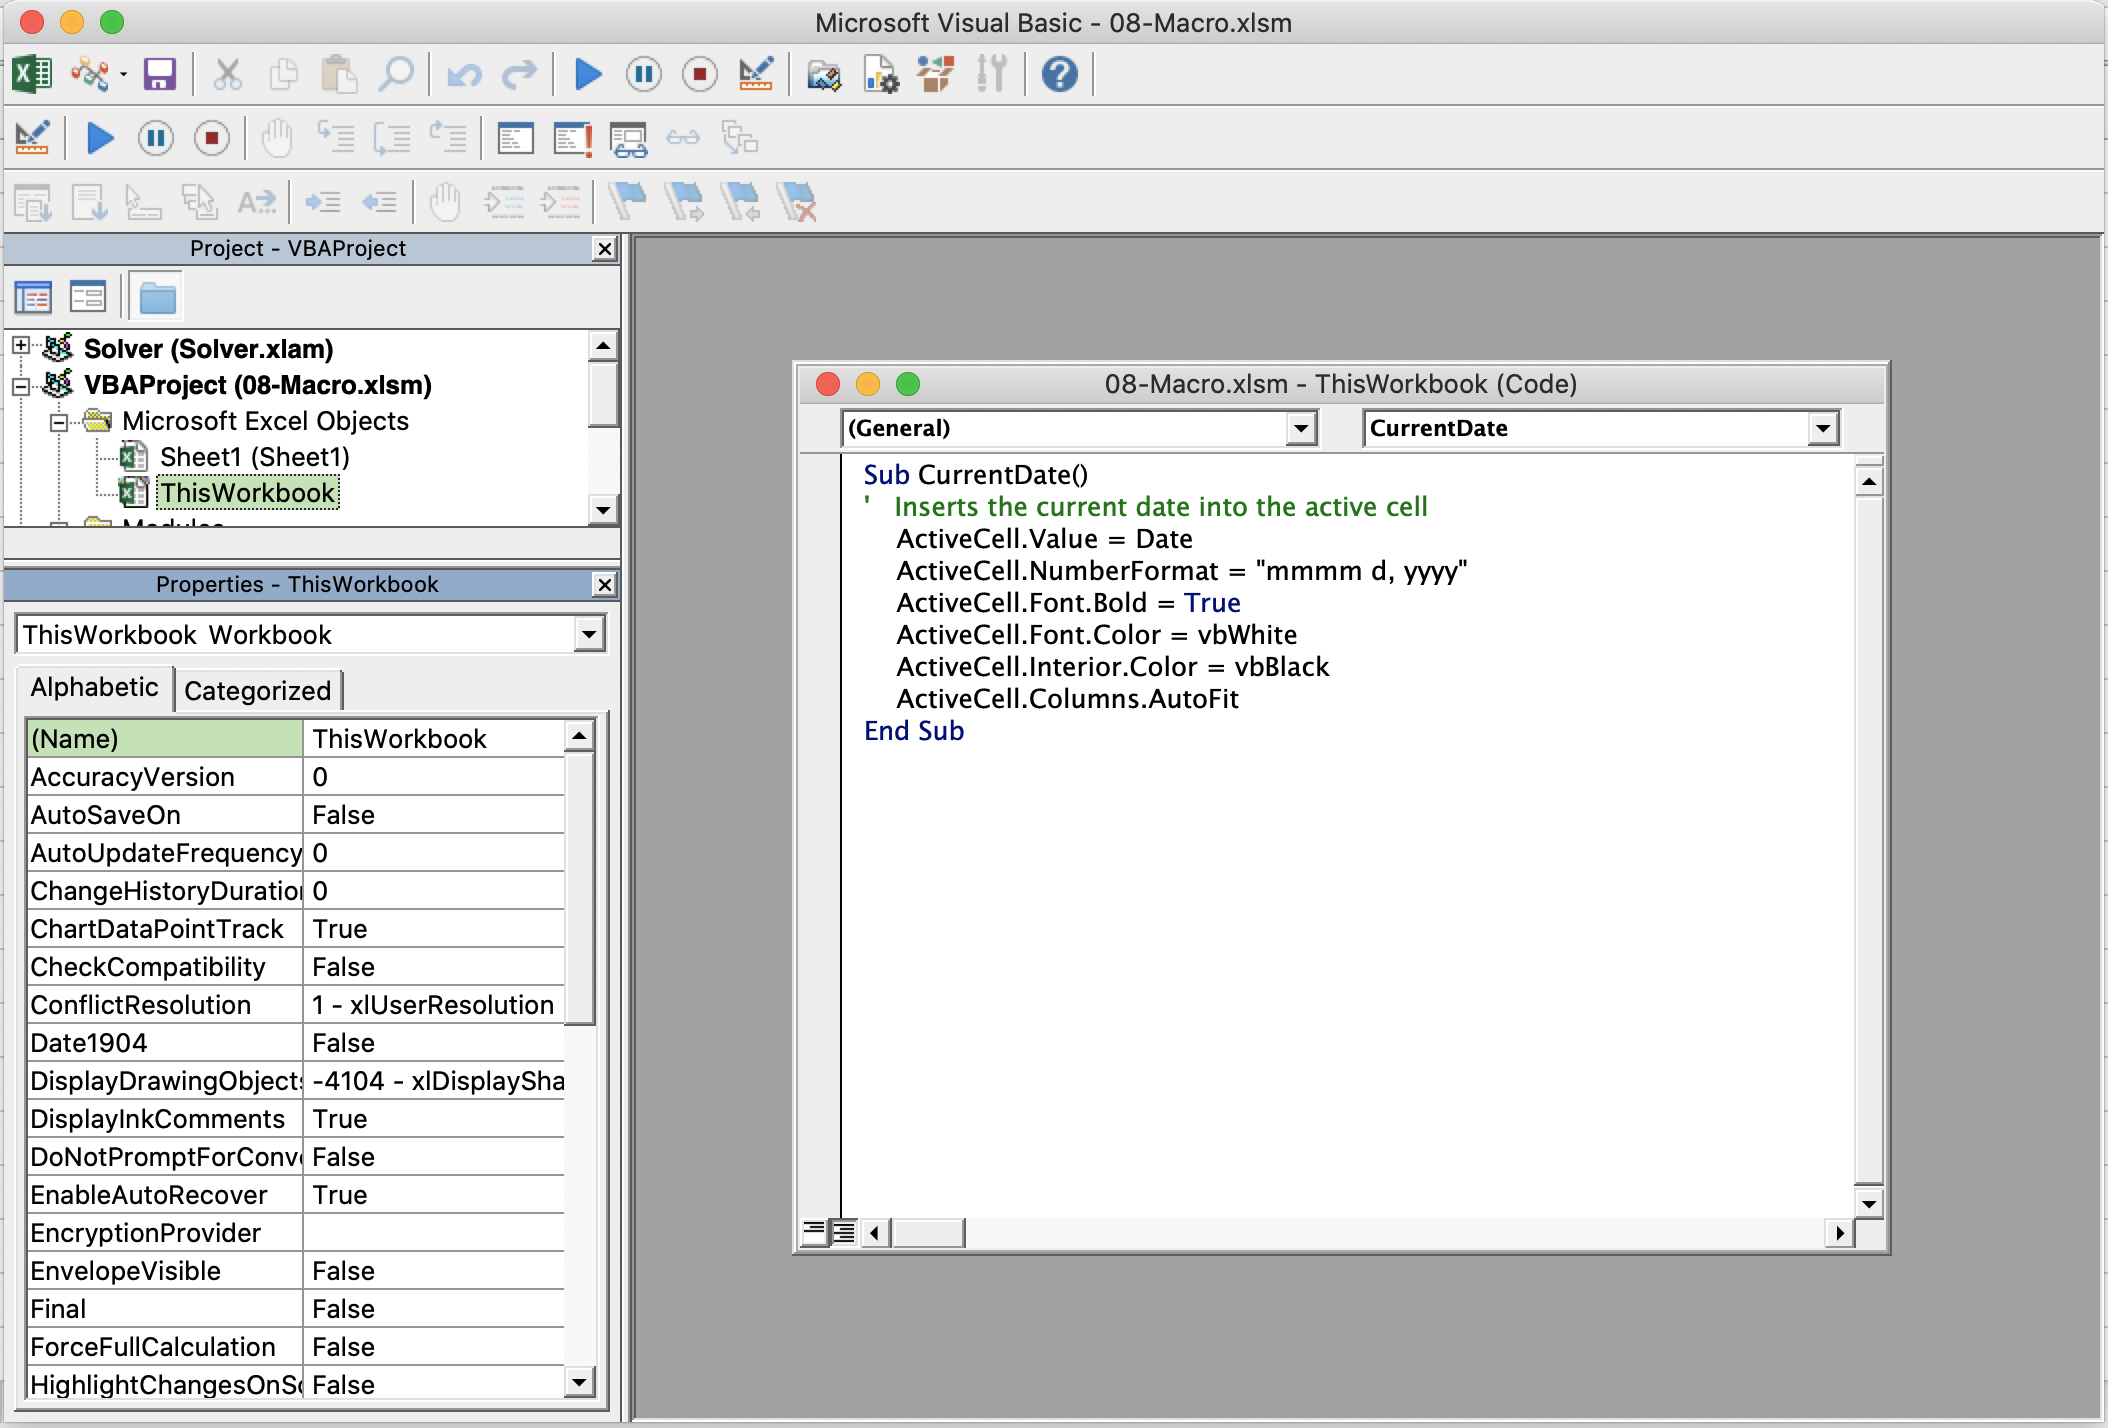 Microsoft Visual Basic - 08-Macro.xlsm
Project - VBAProject
Solver (Solver.xlam)
VBAProject (08-Macro.xlsm)
Microsoft Excel Objects
Sheet1 (Sheet1)
ThisWorkbook
Modules
Properties - ThisWorkbook
ThisWorkbook Workbook
Alphabetic Categorized
(Name) ThisWorkbook
AccuracyVersion 0
AutoSaveOn False
AutoUpdateFrequency 0
ChangeHistoryDuration 0
ChartDataPointTrack True
CheckCompatibility False
ConflictResolution 1 - xlUserResolution
Date1904 False
DisplayDrawingObjects -4104 - xlDisplaySha
DisplayInkComments True
DoNotPromptForConve False
EnableAutoRecover True
EncryptionProvider
EnvelopeVisible False
Final False
ForceFullCalculation False
HighlightChangesOnSc False
08-Macro.xlsm - ThisWorkbook (Code)
(General) CurrentDate
Sub CurrentDate()
' Inserts the current date into the active cell
ActiveCell.Value = Date
ActiveCell.NumberFormat = "mmmm d, yyyy"
ActiveCell.Font.Bold = True
ActiveCell.Font.Color = vbWhite
ActiveCell.Interior.Color = vbBlack
ActiveCell.Columns.AutoFit
End Sub